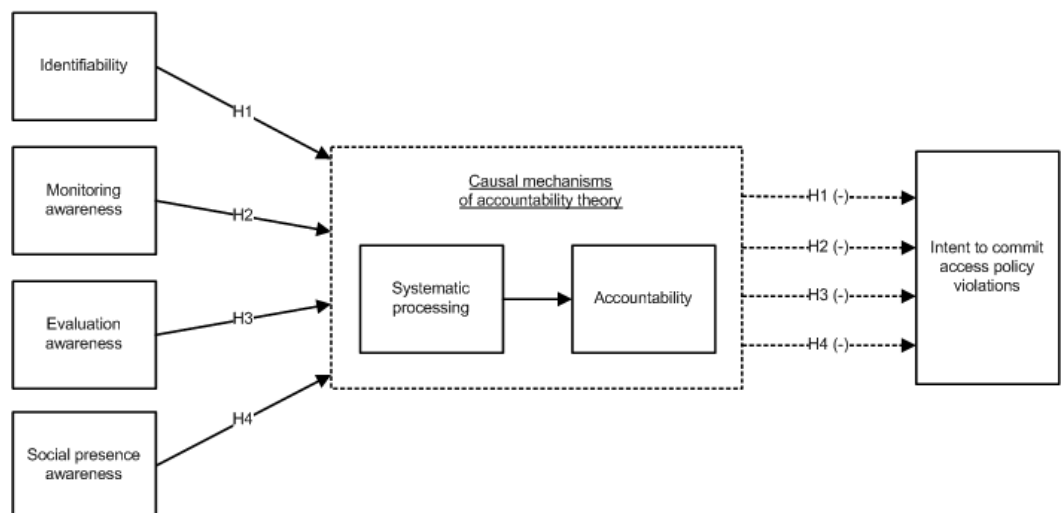 Identifiability
H1
Monitoring
awareness
H2
Evaluation
awareness
H3
Social presence
awareness
H4
Causal mechanisms
of accountability theory
Systematic
processing
Accountability
H1 (-)
H2 (-)
H3 (-)
H4 (-)
Intent to commit
access policy
violations